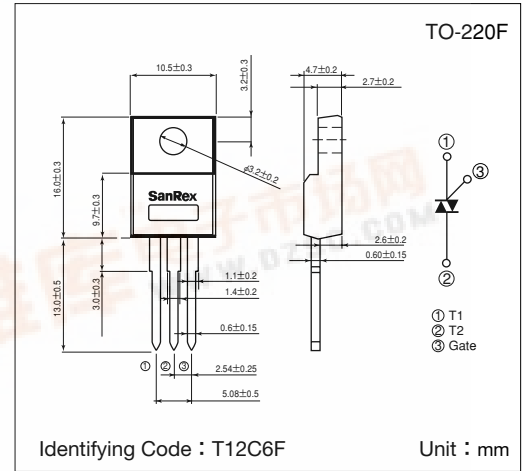 TO-220F
10.5±0.3
3.2±0.3
4.7±0.2
2.7±0.2
16.0±0.3
9.7±0.3
φ3.2±0.2
SanRex
13.0±0.5
3.0±0.3
1.1±0.2
1.4±0.2
0.6±0.15
2.54±0.25
5.08±0.5
2.6±0.2
0.60±0.15
① ② ③
①
③
②
① T1
② T2
③ Gate
Identifying Code：T12C6F
Unit：mm